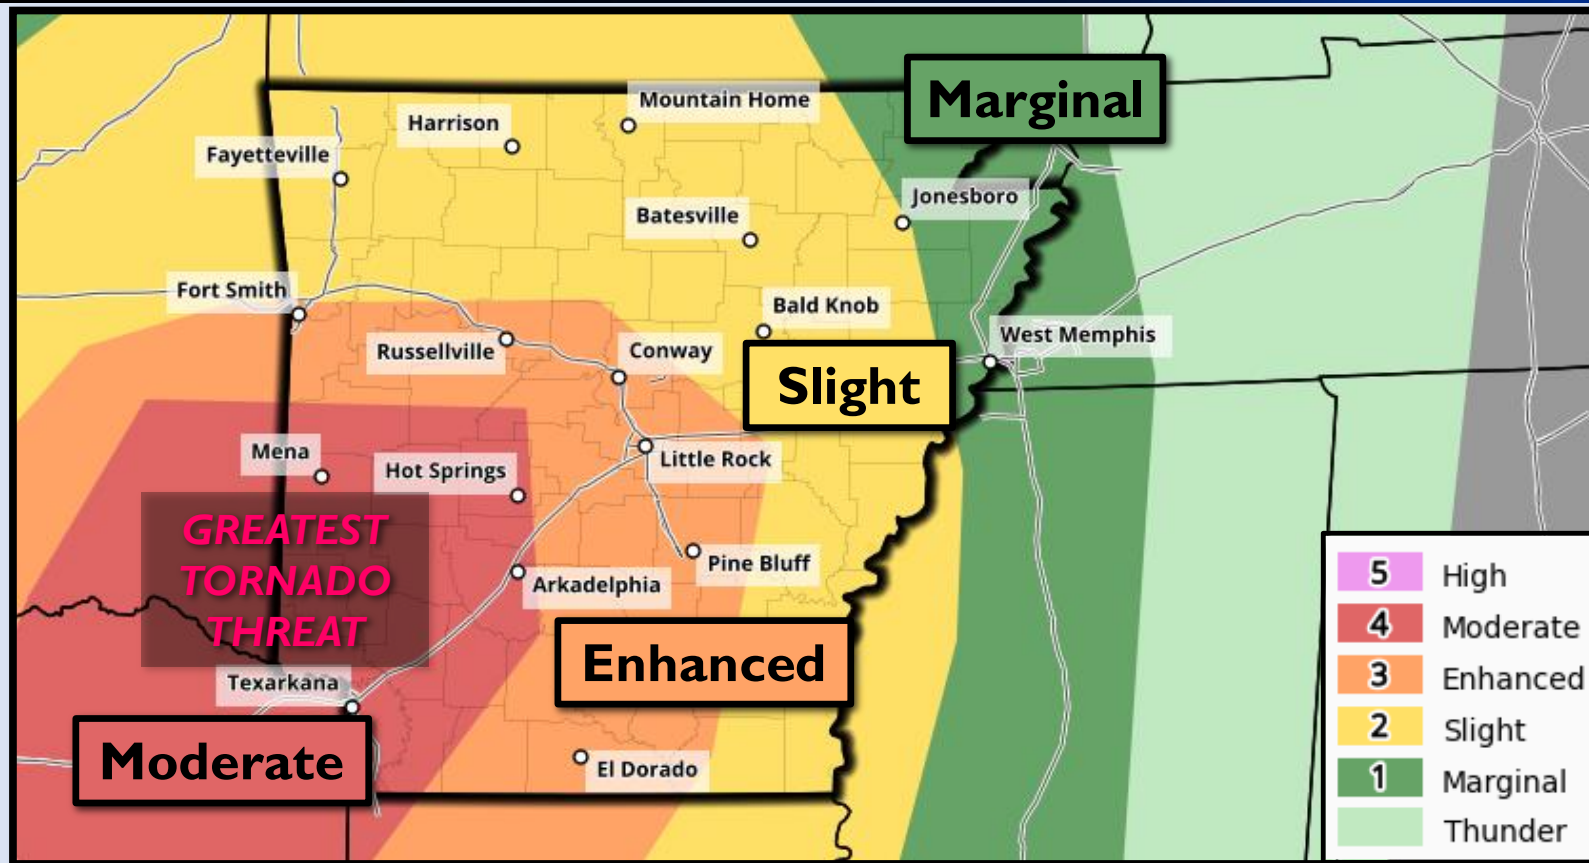 Marginal
Mountain Home
Harrison
Fayetteville
Jonesboro
Batesville
Fort Smith
Bald Knob
West Memphis
Russellville
Conway
Slight
Mena
Hot Springs
Little Rock
GREATEST
TORNADO
THREAT
Pine Bluff
Arkadelphia
Enhanced
Texarkana
Moderate
El Dorado
5 High
4 Moderate
3 Enhanced
2 Slight
1 Marginal
Thunder